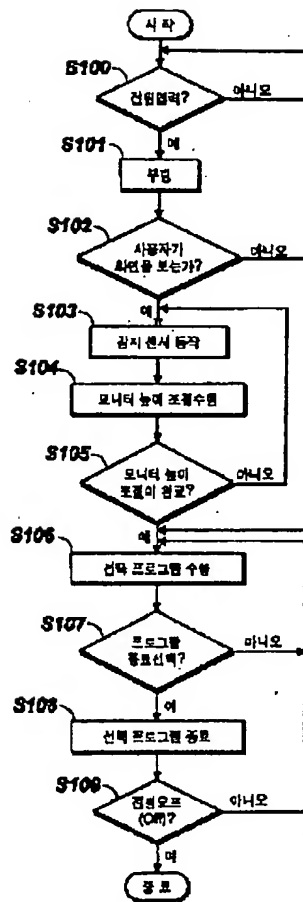 시 작
S100
전원입력?
아니오
예
S101
부팅
S102
사용자가
화면을 보는가?
아니오
예
S103
감지 센서 동작
S104
모니터 높이 조절수행
S105
모니터 높이
조절이 완료?
아니오
예
S106
선택 프로그램 수행
S107
프로그램
종료선택?
아니오
예
S108
선택 프로그램 종료
S109
전원오프
(Off)?
아니오
예
종 료